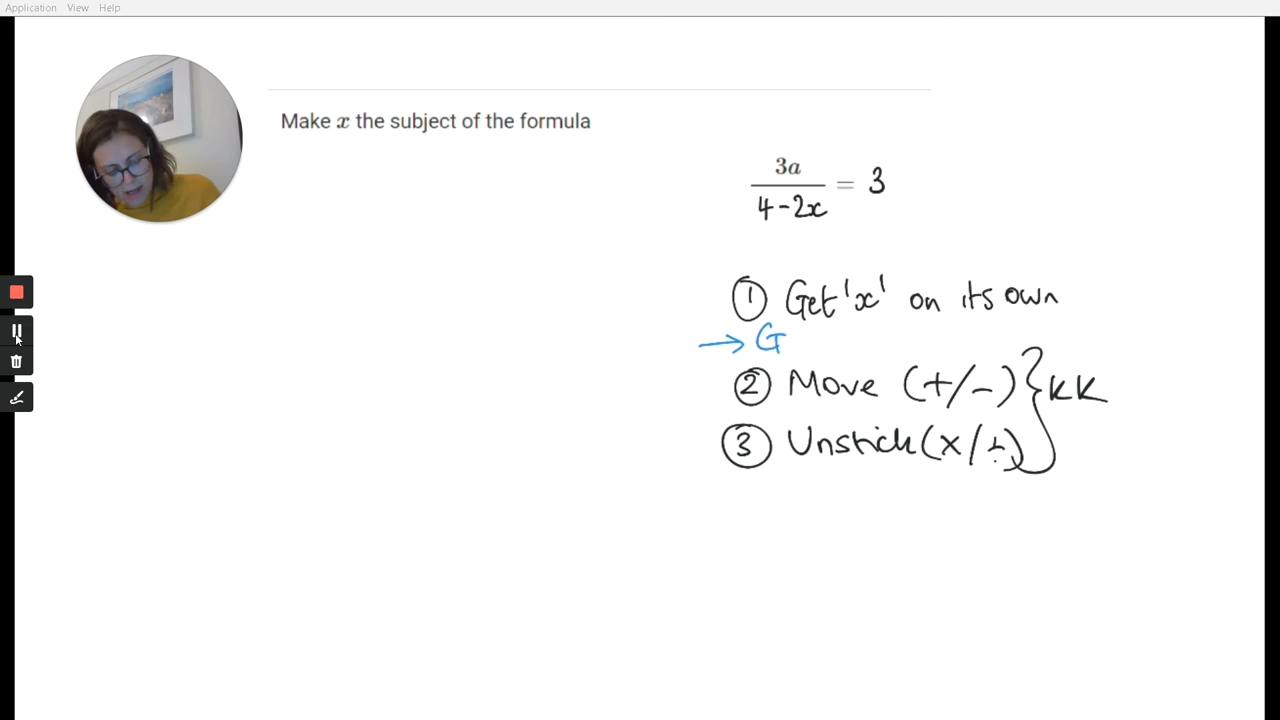 Application View Help
Make x the subject of the formula
3a
4-2x
= 3
① Get 'x' on its own
→ G
② Move (+/-) } KK
③ Unstick (x/÷)